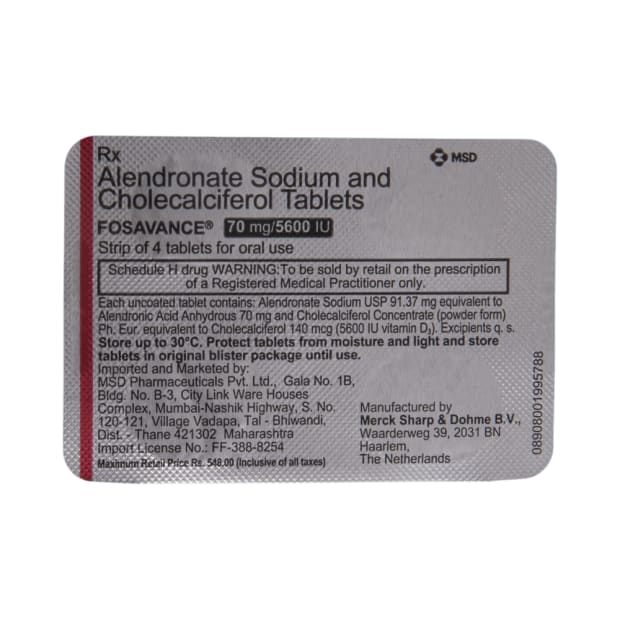 Rx
MSD
Alendronate Sodium and
Cholecalciferol Tablets
FOSAVANCE® 70 mg/5600 IU
Strip of 4 tablets for oral use
Schedule H drug WARNING:To be sold by retail on the prescription
of a Registered Medical Practitioner only.
Each uncoated tablet contains: Alendronate Sodium USP 91.37 mg equivalent to
Alendronic Acid Anhydrous 70 mg and Cholecalciferol Concentrate (powder form)
Ph. Eur. equivalent to Cholecalciferol 140 mcg (5600 IU vitamin D₃). Excipients q. s.
Store up to 30°C. Protect tablets from moisture and light and store
tablets in original blister package until use.
Imported and Marketed by:
MSD Pharmaceuticals Pvt. Ltd., Gala No. 1B,
Bldg. No. B-3, City Link Ware Houses
Complex, Mumbai-Nashik Highway, S. No.
120-121, Village Vadapa, Tal - Bhiwandi,
Dist. - Thane 421302 Maharashtra
Import License No.: FF-388-8254
Maximum Retail Price Rs. 548.00 (Inclusive of all taxes)
Manufactured by
Merck Sharp & Dohme B.V.,
Waarderweg 39, 2031 BN
Haarlem,
The Netherlands
08908001995788